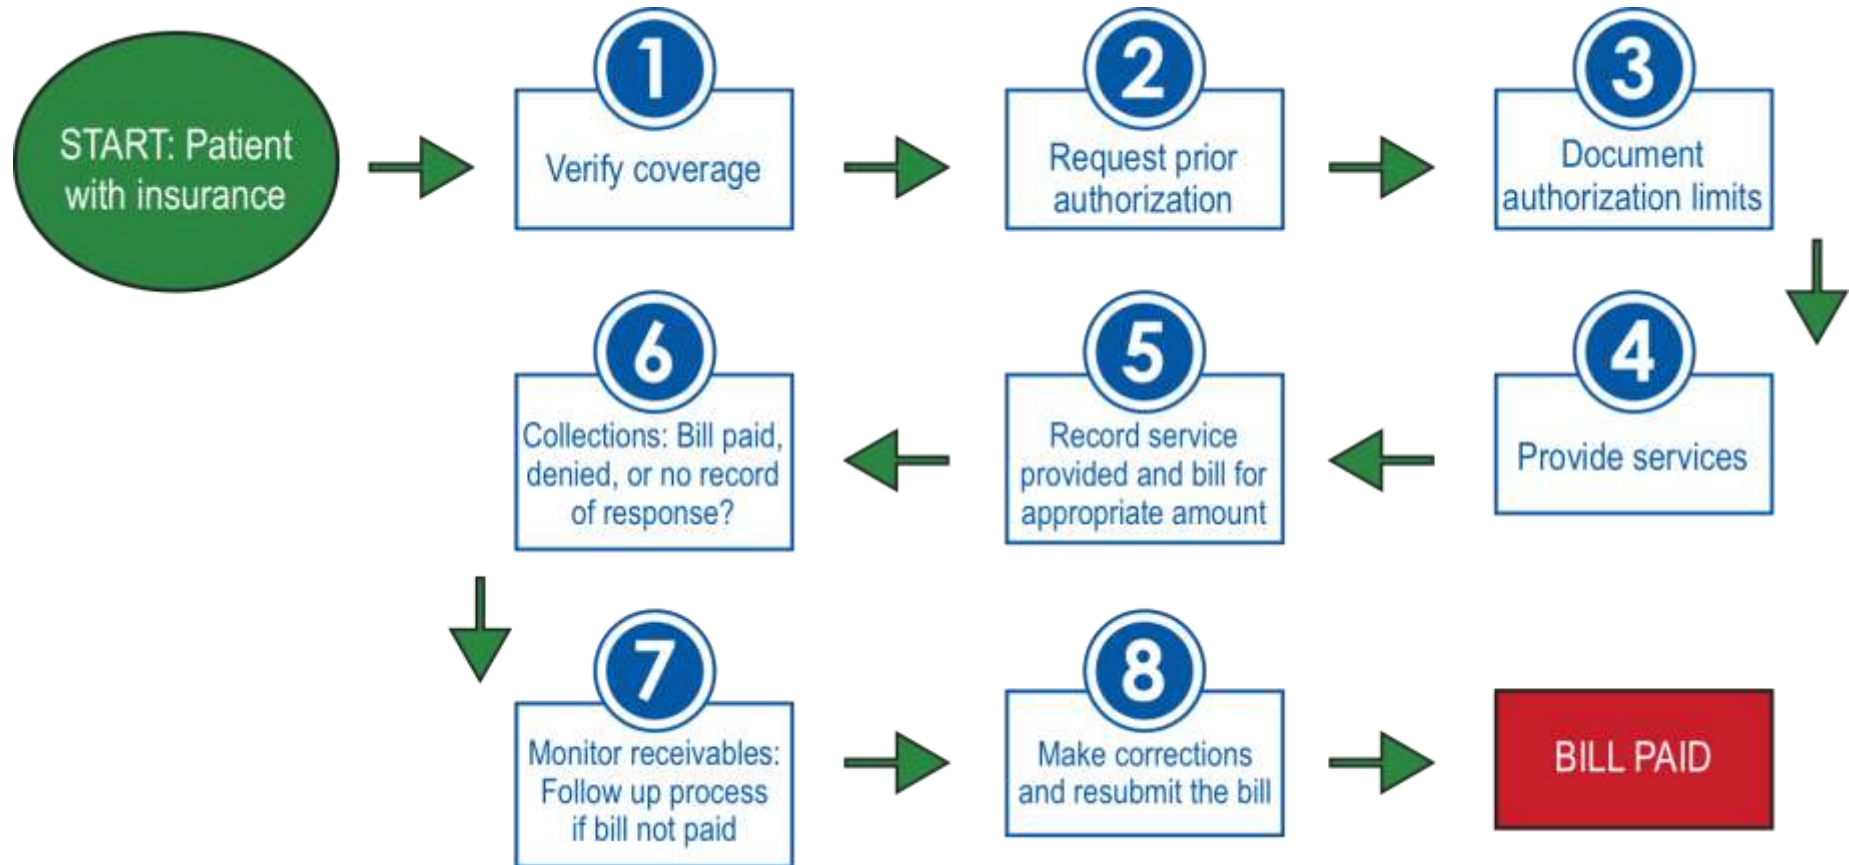 START: Patient
with insurance
1
Verify coverage
2
Request prior
authorization
3
Document
authorization limits
4
Provide services
5
Record service
provided and bill for
appropriate amount
6
Collections: Bill paid,
denied, or no record
of response?
7
Monitor receivables:
Follow up process
if bill not paid
8
Make corrections
and resubmit the bill
BILL PAID